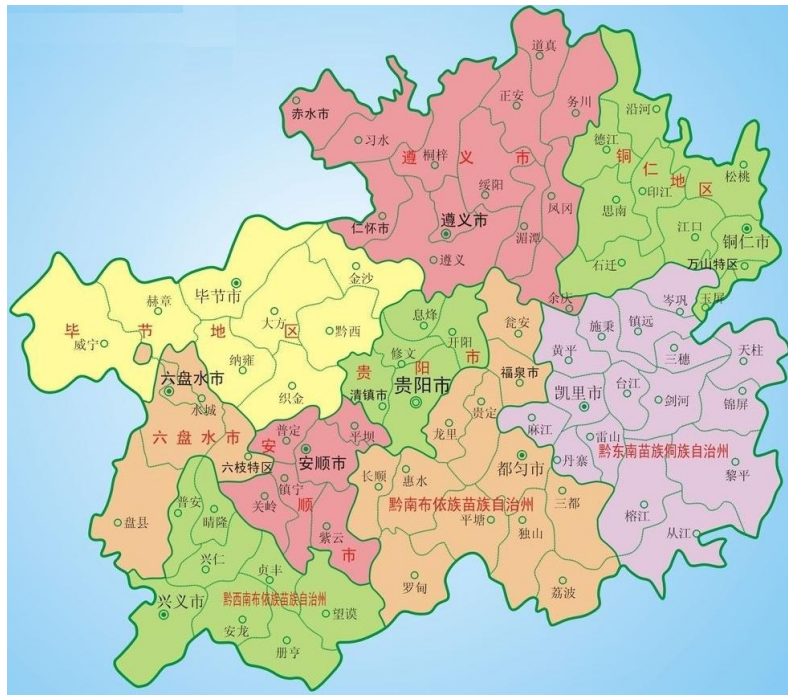 道真
正安
务川
赤水市
沿河
习水
桐梓
遵义市
德江
铜仁地区
松桃
绥阳
印江
思南
凤冈
仁怀市
遵义市
湄潭
江口
铜仁市
遵义
石迁
万山特区
金沙
余庆
岑巩
玉屏
毕节市
赫章
大方
黔西
毕节地区
威宁
纳雍
织金
息烽
开阳
修文
贵阳市
清镇市
贵阳市
瓮安
福泉市
施秉
镇远
黄平
三穗
天柱
凯里市
台江
剑河
锦屏
麻江
雷山
丹寨
黔东南苗族侗族自治州
黎平
榕江
从江
六盘水市
水城
六盘水市
六枝特区
盘县
普定
平坝
安顺市
安顺市
镇宁
关岭
紫云
龙里
贵定
都匀市
长顺
惠水
黔南布依族苗族自治州
三都
平塘
独山
罗甸
荔波
普安
晴隆
兴仁
贞丰
兴义市
黔西南布依族苗族自治州
望谟
安龙
册亨